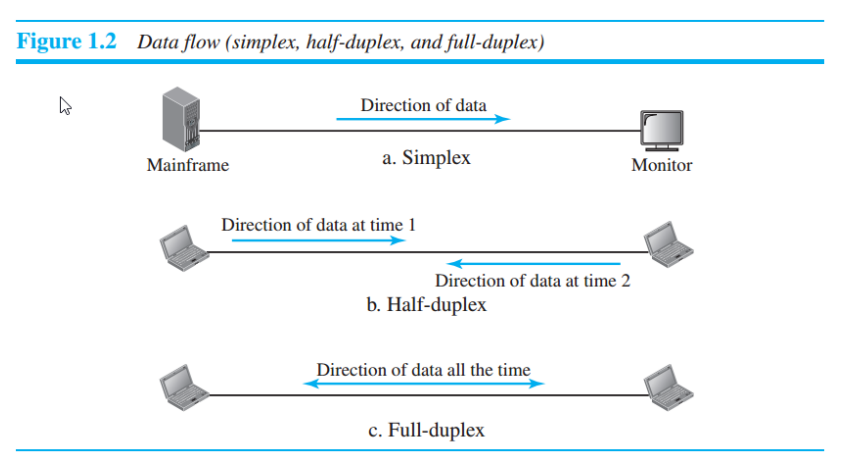 Figure 1.2 Data flow (simplex, half-duplex, and full-duplex)
Direction of data
Mainframe
a. Simplex
Monitor
Direction of data at time 1
Direction of data at time 2
b. Half-duplex
Direction of data all the time
c. Full-duplex